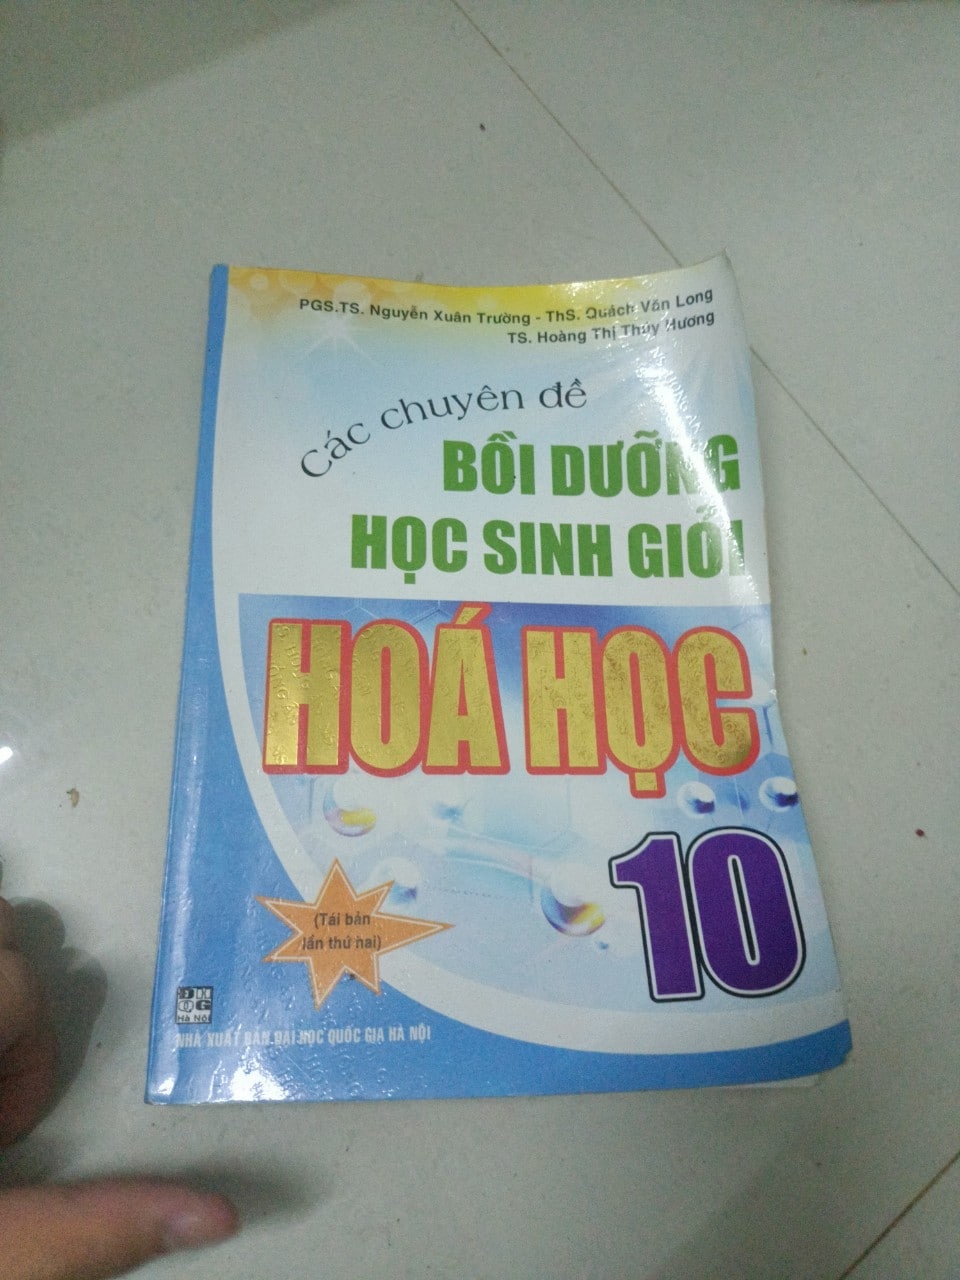 PGS.TS. Nguyễn Xuân Trường - ThS. Quách Văn Long
TS. Hoàng Thị Thúy Hương
Các chuyên đề
BỒI DƯỠNG
HỌC SINH GIỎI
HOÁ HỌC
10
(Tái bản
lần thứ hai)
ĐH
QG
Hà Nội
NHÀ XUẤT BẢN ĐẠI HỌC QUỐC GIA HÀ NỘI